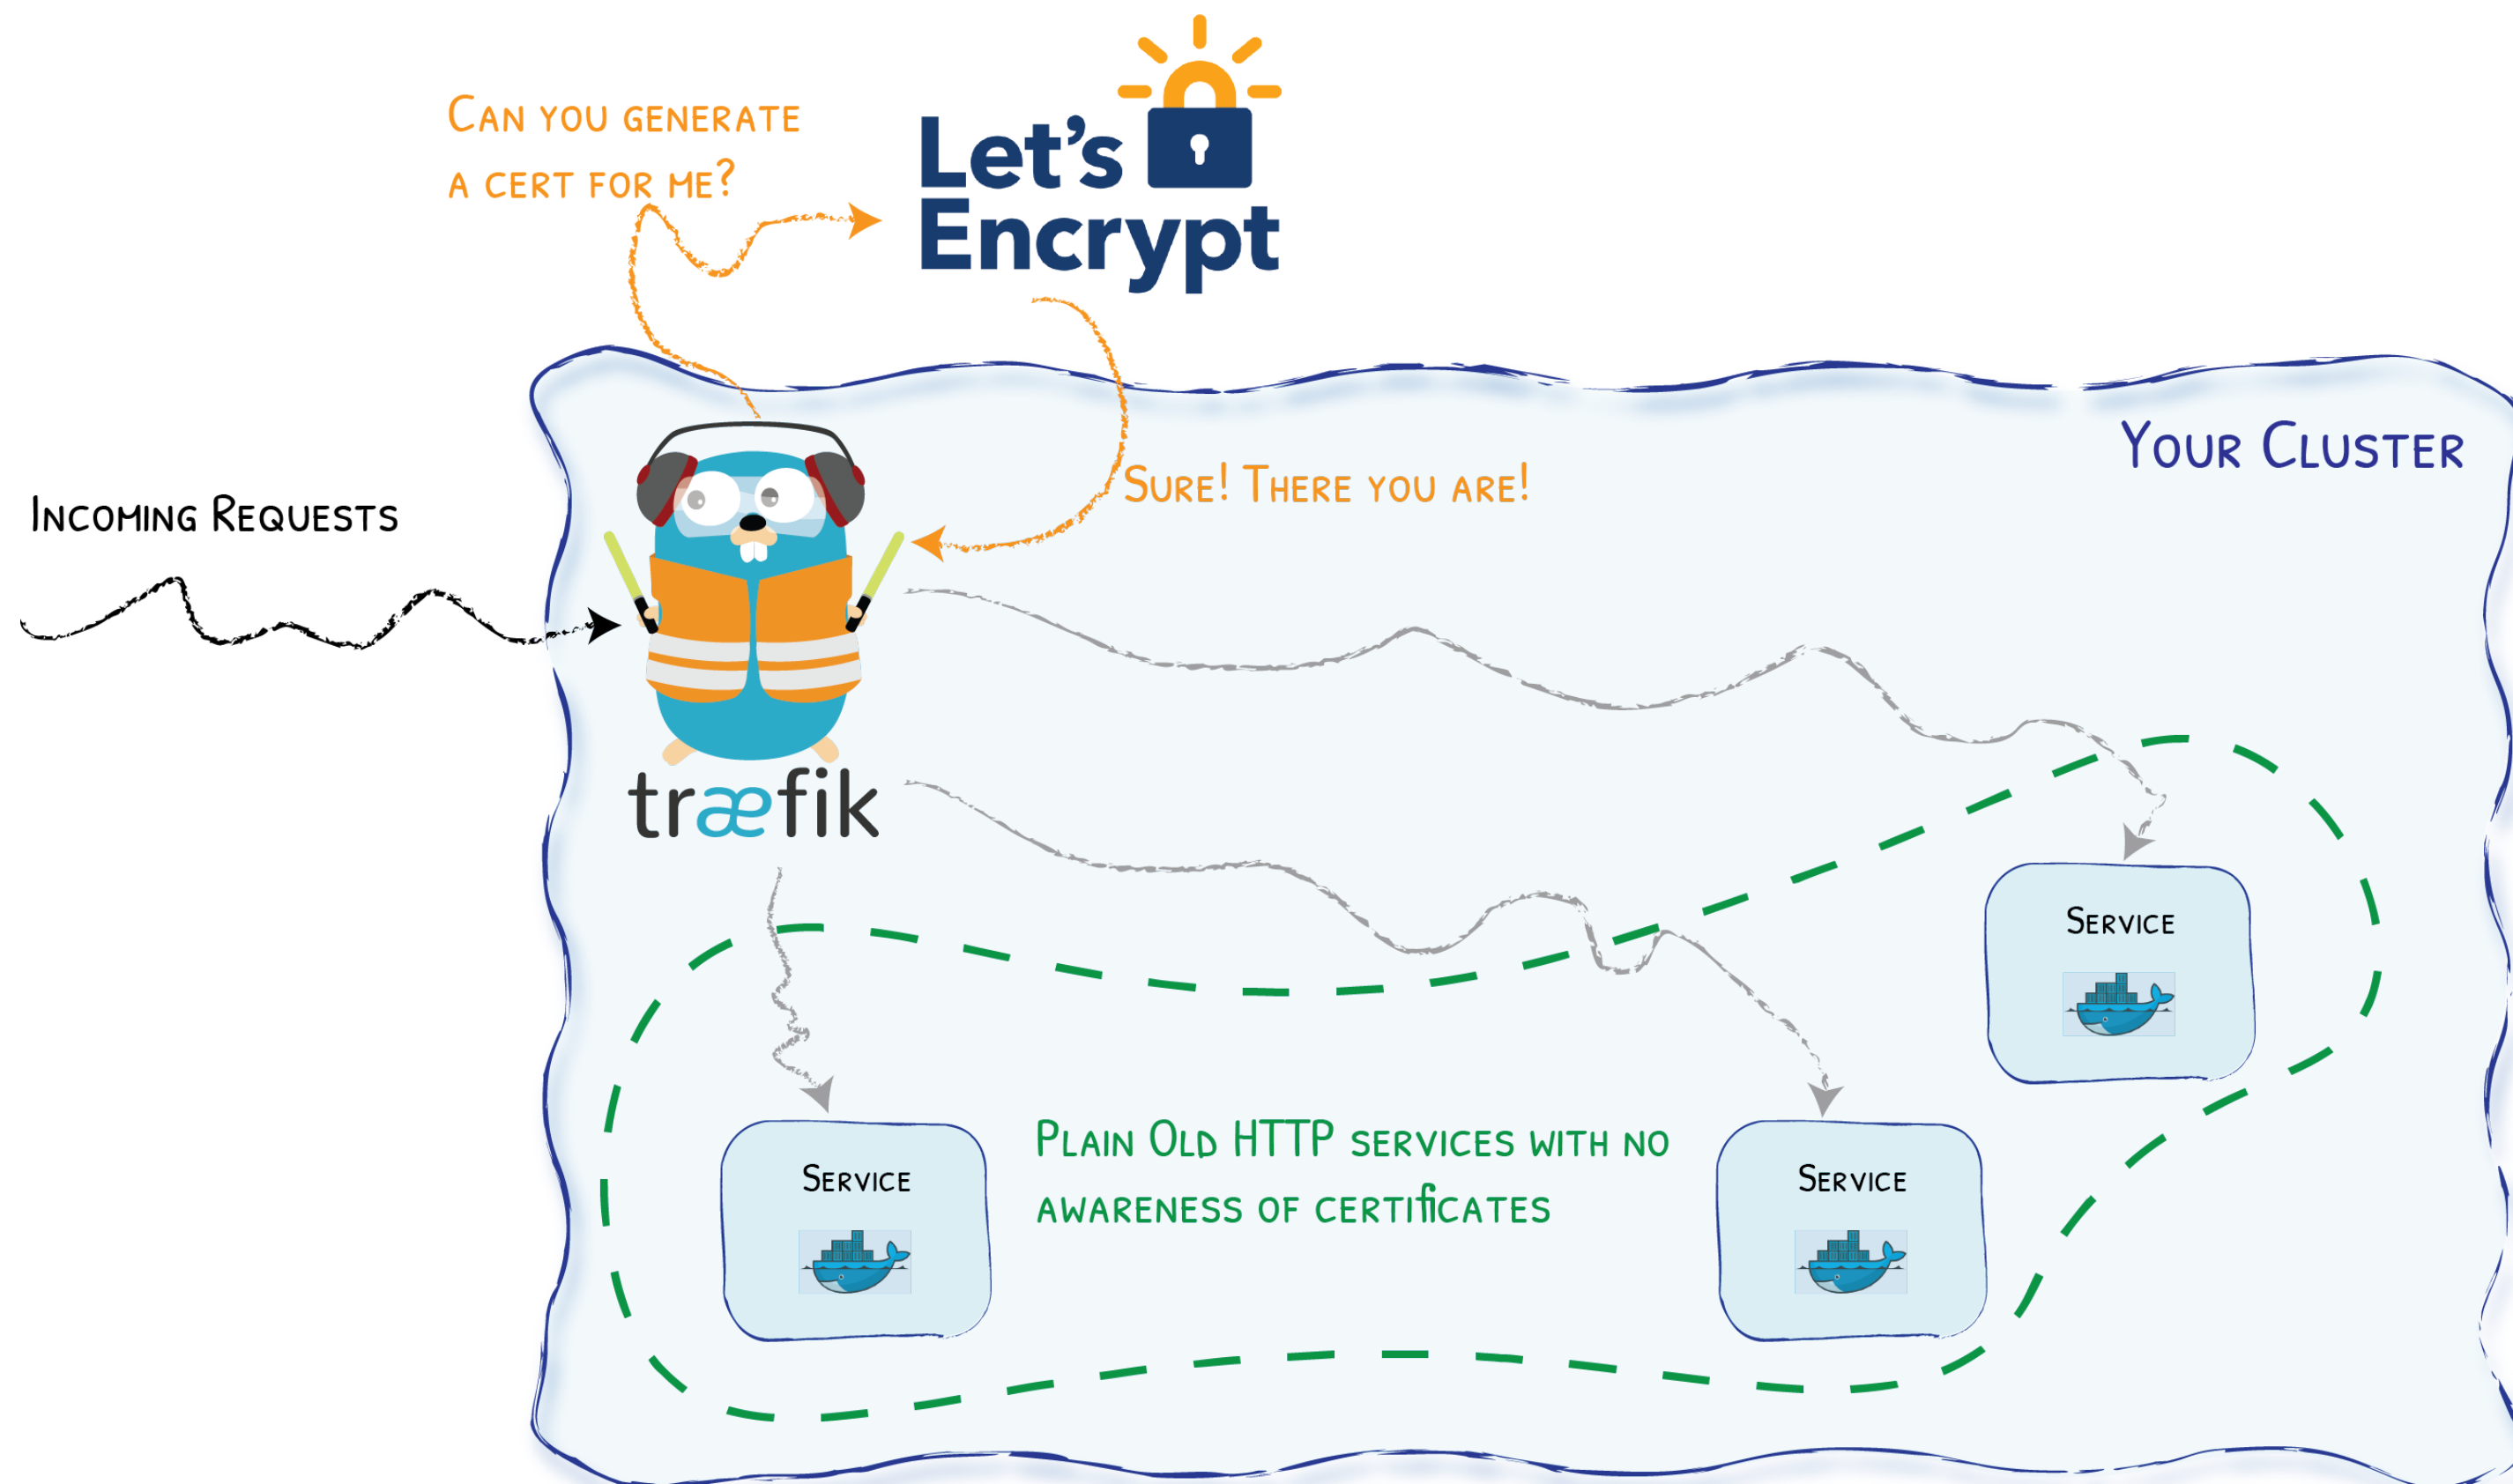 Can you generate
a cert for me?
Let's
Encrypt
Your Cluster
Sure! There you are!
Incoming Requests
træfik
Service
Plain Old HTTP services with no
awareness of certificates
Service
Service